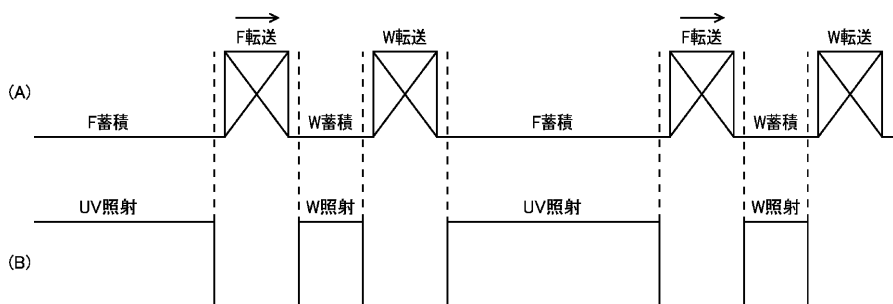 F転送 W転送 F転送 W転送
(A)
F蓄積 W蓄積 F蓄積 W蓄積
UV照射 W照射 UV照射 W照射
(B)